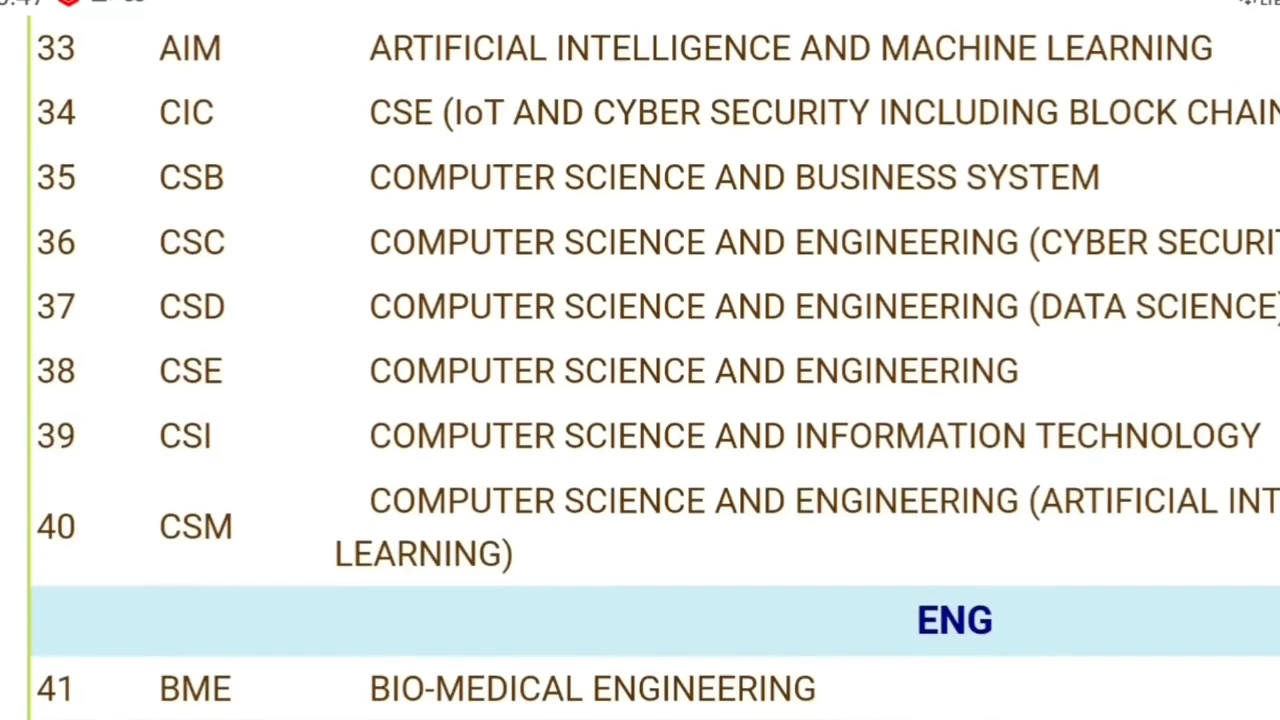 33 AIM ARTIFICIAL INTELLIGENCE AND MACHINE LEARNING
34 CIC CSE (IoT AND CYBER SECURITY INCLUDING BLOCK CHAIN
35 CSB COMPUTER SCIENCE AND BUSINESS SYSTEM
36 CSC COMPUTER SCIENCE AND ENGINEERING (CYBER SECURIT
37 CSD COMPUTER SCIENCE AND ENGINEERING (DATA SCIENCE)
38 CSE COMPUTER SCIENCE AND ENGINEERING
39 CSI COMPUTER SCIENCE AND INFORMATION TECHNOLOGY
40 CSM COMPUTER SCIENCE AND ENGINEERING (ARTIFICIAL INT
LEARNING)
ENG
41 BME BIO-MEDICAL ENGINEERING